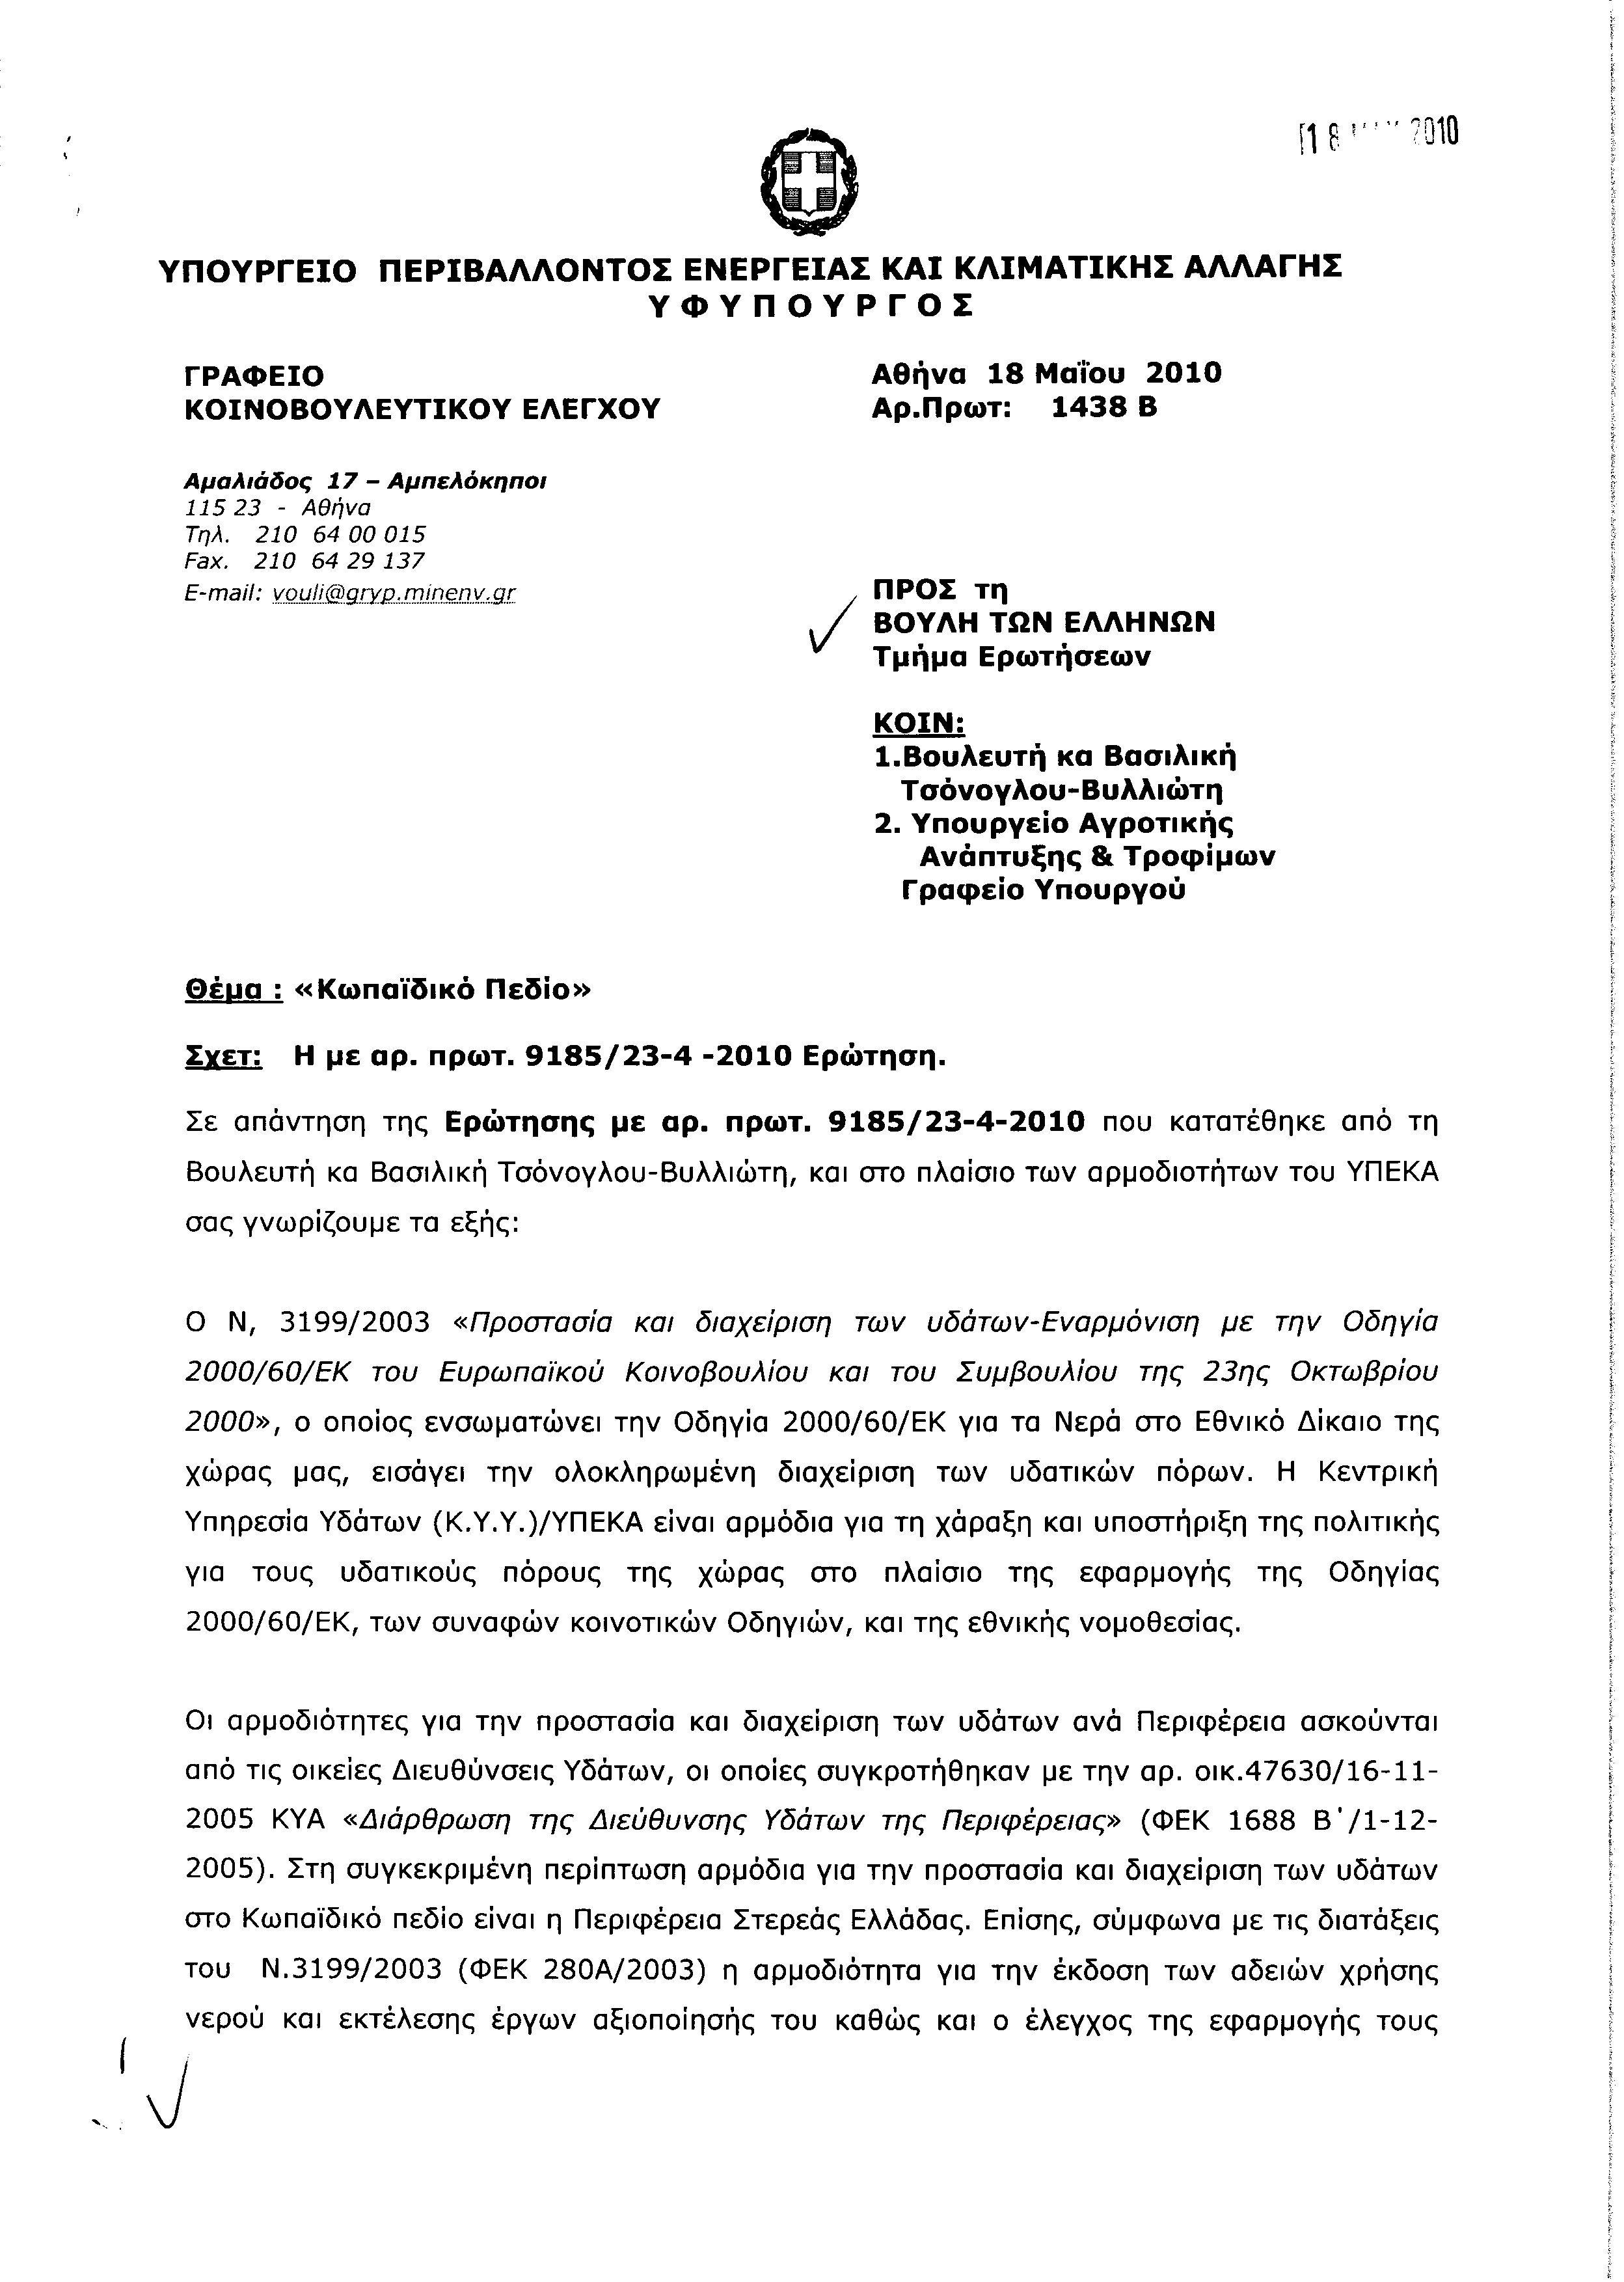 2010
ΥΠΟΥΡΓΕΙΟ ΠΕΡΙΒΑΛΛΟΝΤΟΣ ΕΝΕΡΓΕΙΑΣ ΚΑΙ ΚΛΙΜΑΤΙΚΗΣ ΑΛΛΑΓΗΣ
Υ Φ Υ Π Ο Υ Ρ Γ Ο Σ
ΓΡΑΦΕΙΟ
ΚΟΙΝΟΒΟΥΛΕΥΤΙΚΟΥ ΕΛΕΓΧΟΥ
Αθήνα 18 Μαΐου 2010
Αρ.Πρωτ: 1438 Β
Αμαλιάδος 17 – Αμπελόκηποι
115 23 - Αθήνα
Τηλ. 210 64 00 015
Fax. 210 64 29 137
E-mail: vouli@gryp.minenv.gr
ΠΡΟΣ τη
ΒΟΥΛΗ ΤΩΝ ΕΛΛΗΝΩΝ
Τμήμα Ερωτήσεων
ΚΟΙΝ:
1.Βουλευτή κα Βασιλική
Τσόνογλου-Βυλλιώτη
2. Υπουργείο Αγροτικής
Ανάπτυξης & Τροφίμων
Γραφείο Υπουργού
Θέμα : «Κωπαϊδικό Πεδίο»
Σχετ: Η με αρ. πρωτ. 9185/23-4 -2010 Ερώτηση.
Σε απάντηση της Ερώτησης με αρ. πρωτ. 9185/23-4-2010 που κατατέθηκε από τη
Βουλευτή κα Βασιλική Τσόνογλου-Βυλλιώτη, και στο πλαίσιο των αρμοδιοτήτων του ΥΠΕΚΑ
σας γνωρίζουμε τα εξής:
Ο Ν, 3199/2003 «Προστασία και διαχείριση των υδάτων-Εναρμόνιση με την Οδηγία
2000/60/ΕΚ του Ευρωπαϊκού Κοινοβουλίου και του Συμβουλίου της 23ης Οκτωβρίου
2000», ο οποίος ενσωματώνει την Οδηγία 2000/60/ΕΚ για τα Νερά στο Εθνικό Δίκαιο της
χώρας μας, εισάγει την ολοκληρωμένη διαχείριση των υδατικών πόρων. Η Κεντρική
Υπηρεσία Υδάτων (Κ.Υ.Υ.)/ΥΠΕΚΑ είναι αρμόδια για τη χάραξη και υποστήριξη της πολιτικής
για τους υδατικούς πόρους της χώρας στο πλαίσιο της εφαρμογής της Οδηγίας
2000/60/ΕΚ, των συναφών κοινοτικών Οδηγιών, και της εθνικής νομοθεσίας.
Οι αρμοδιότητες για την προστασία και διαχείριση των υδάτων ανά Περιφέρεια ασκούνται
από τις οικείες Διευθύνσεις Υδάτων, οι οποίες συγκροτήθηκαν με την αρ. οικ.47630/16-11-
2005 ΚΥΑ «Διάρθρωση της Διεύθυνσης Υδάτων της Περιφέρειας» (ΦΕΚ 1688 Β'/1-12-
2005). Στη συγκεκριμένη περίπτωση αρμόδια για την προστασία και διαχείριση των υδάτων
στο Κωπαϊδικό πεδίο είναι η Περιφέρεια Στερεάς Ελλάδας. Επίσης, σύμφωνα με τις διατάξεις
του Ν.3199/2003 (ΦΕΚ 280Α/2003) η αρμοδιότητα για την έκδοση των αδειών χρήσης
νερού και εκτέλεσης έργων αξιοποίησής του καθώς και ο έλεγχος της εφαρμογής τους